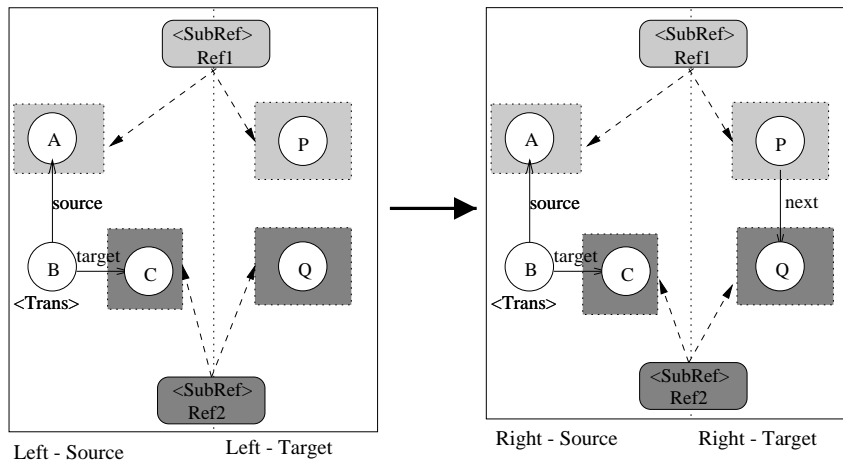 <SubRef>
Ref1
A
P
source
B
target
C
Q
<Trans>
<SubRef>
Ref2
Left - Source
Left - Target
<SubRef>
Ref1
A
P
source
next
B
target
C
Q
<Trans>
<SubRef>
Ref2
Right - Source
Right - Target